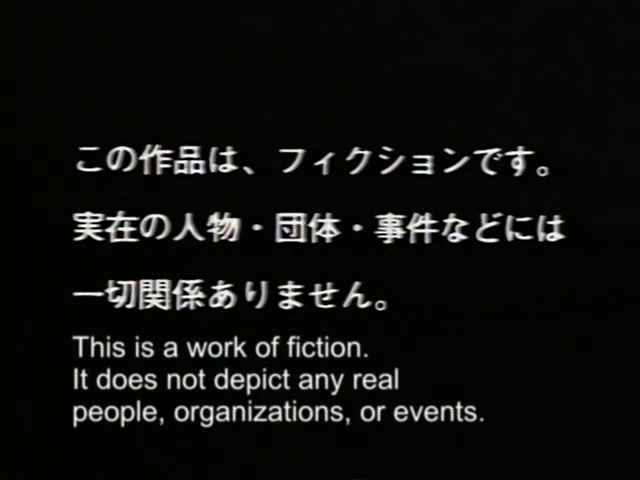 この作品は、フィクションです。
実在の人物・団体・事件などには
一切関係ありません。
This is a work of fiction.
It does not depict any real
people, organizations, or events.